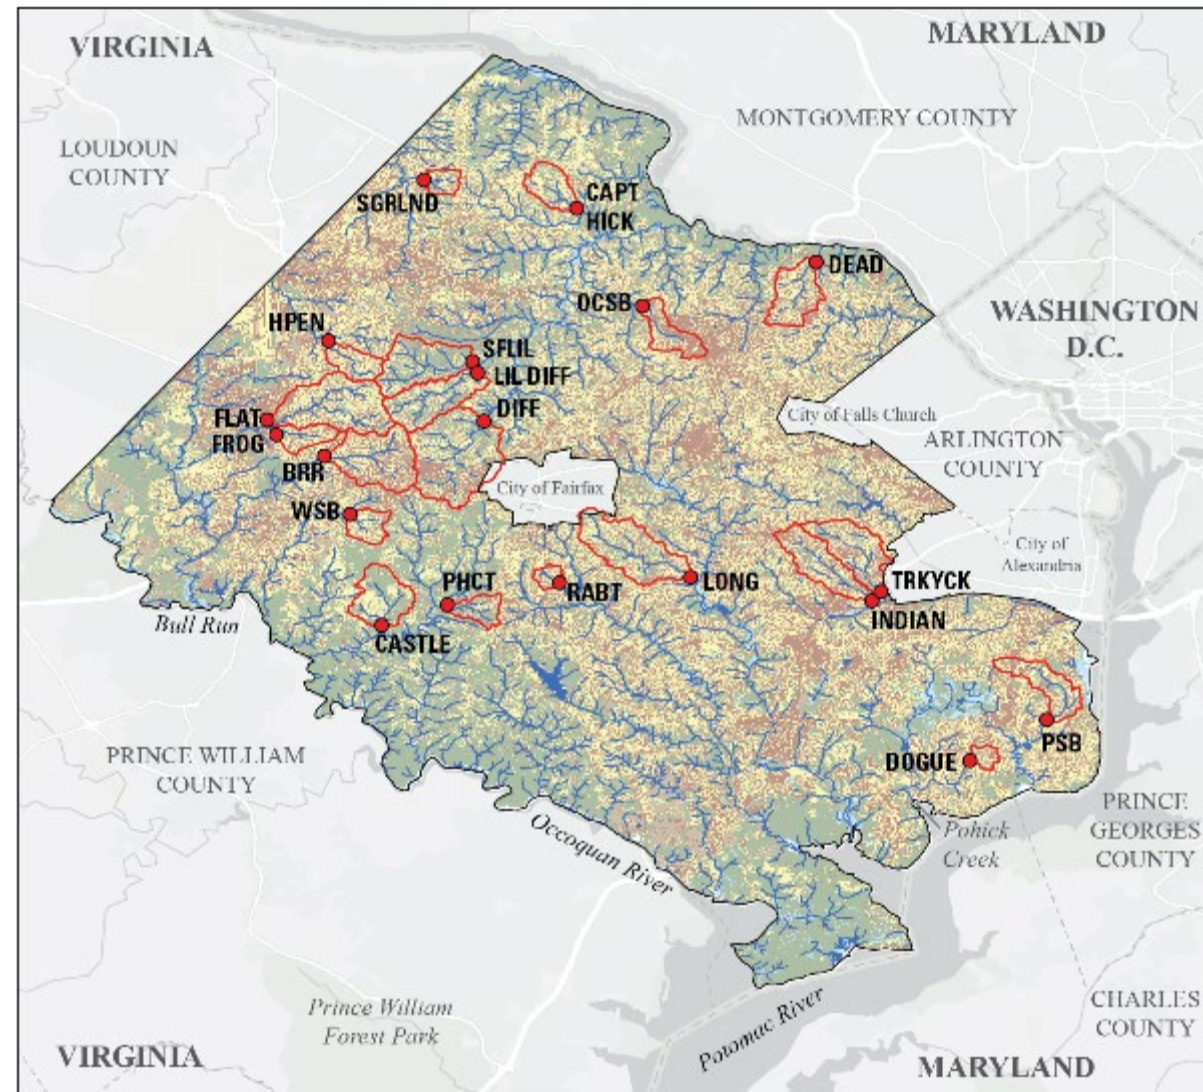 VIRGINIA
MARYLAND
LOUDOUN
COUNTY
MONTGOMERY COUNTY
SGRLND
CAPT
HICK
DEAD
OCSB
WASHINGTON
D.C.
HPEN
SFLIL
LIL DIFF
DIFF
FLAT
FROG
City of Falls Church
ARLINGTON
COUNTY
BRR
City of Fairfax
WSB
City of
Alexandria
PHCT
RABT
LONG
TRKYCK
INDIAN
Bull Run
CASTLE
PRINCE WILLIAM
COUNTY
PSB
DOGUE
Occoquan River
Pohick
Creek
PRINCE
GEORGES
COUNTY
Prince William
Forest Park
Potomac River
CHARLES
COUNTY
VIRGINIA
MARYLAND